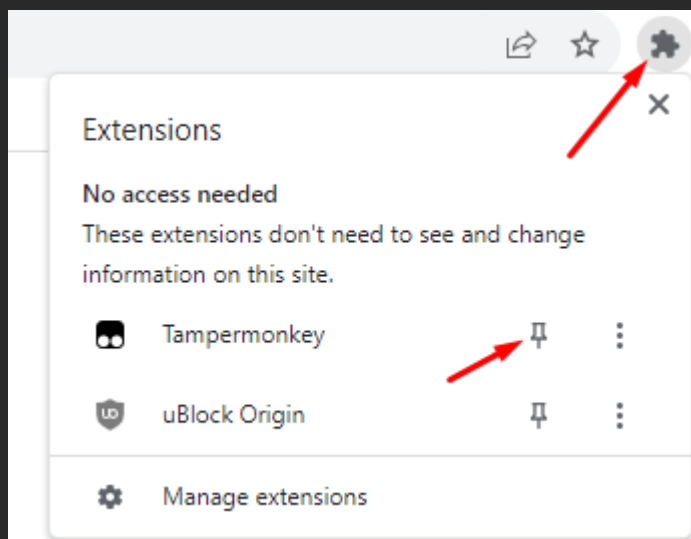 Extensions
No access needed
These extensions don't need to see and change
information on this site.
Tampermonkey
uBlock Origin
Manage extensions